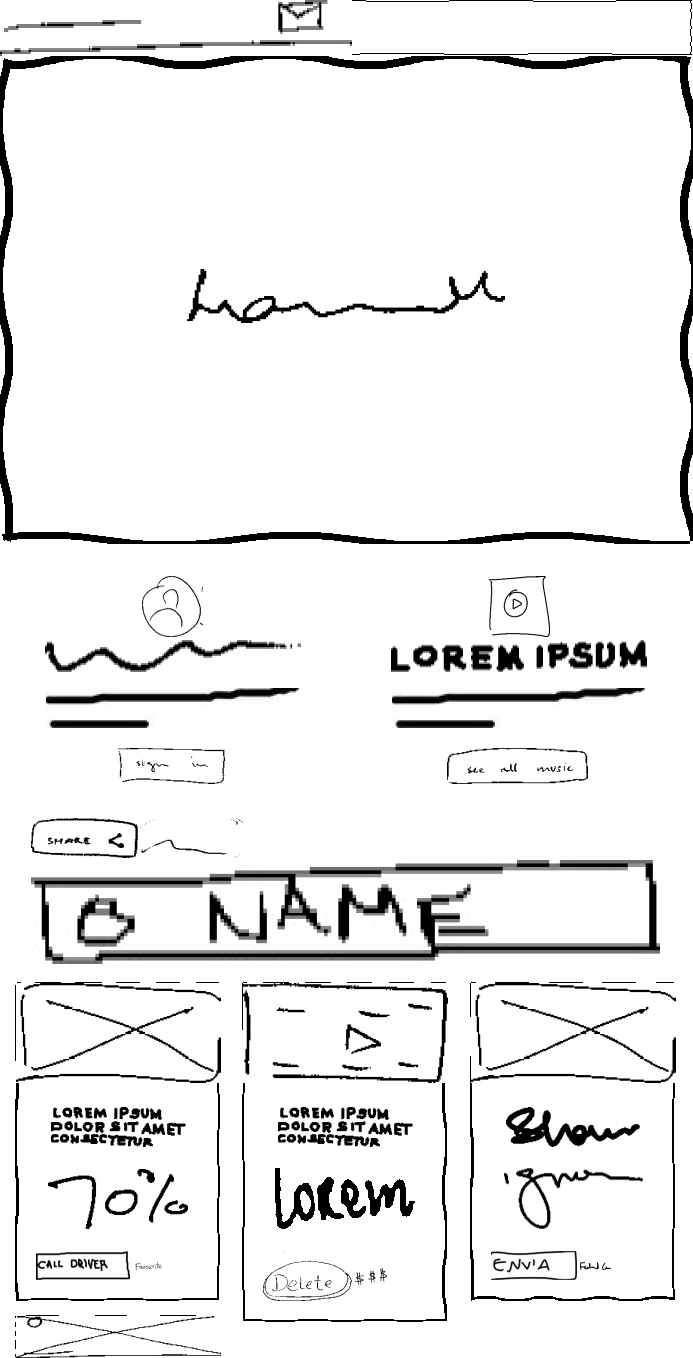 LOREM IPSUM
sign in
see all music
SHARE
NAME
LOREM IPSUM
DOLOR SIT AMET
CONSECTETUR
70%
CALL DRIVER
Favourite
LOREM IPSUM
DOLOR SIT AMET
CONSECTETUR
Lorem
Delete
$$$
ENVIA